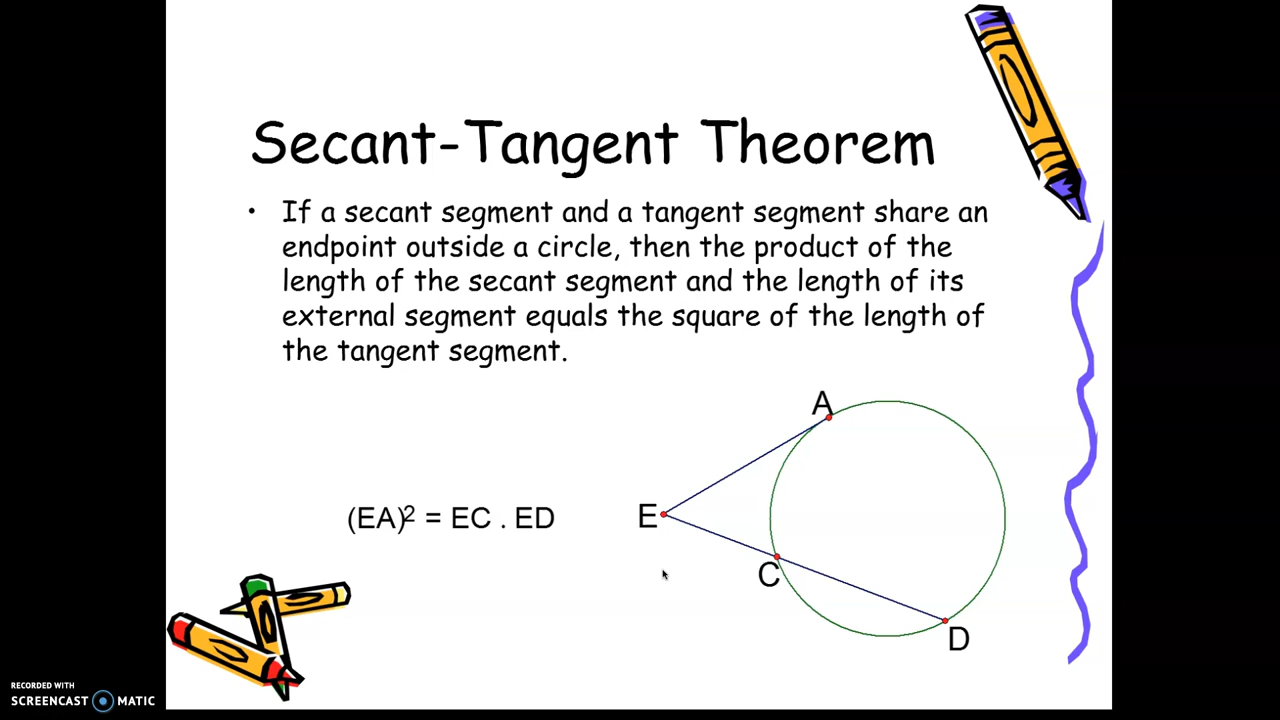 Secant-Tangent Theorem
• If a secant segment and a tangent segment share an
endpoint outside a circle, then the product of the
length of the secant segment and the length of its
external segment equals the square of the length of
the tangent segment.
A
(EA)² = EC . ED
E
C
D
RECORDED WITH
SCREENCAST MATIC